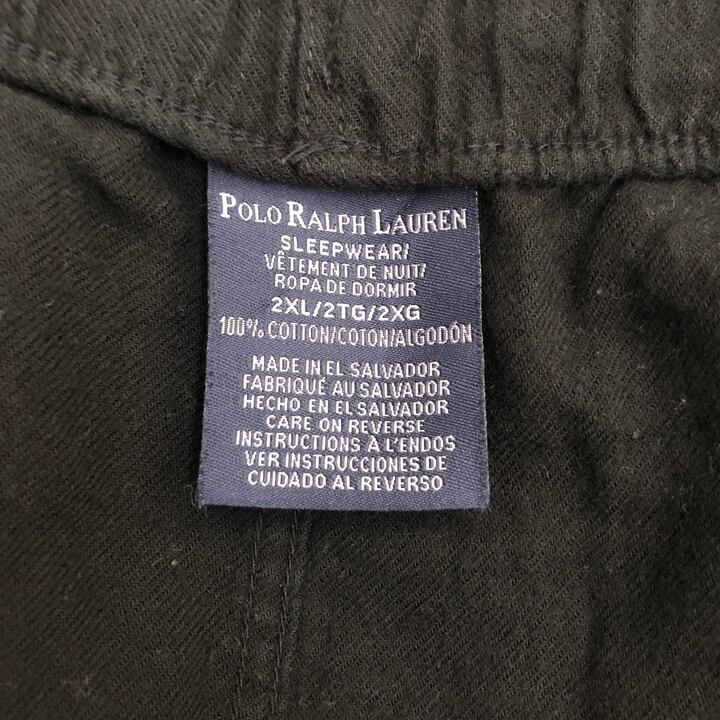 POLO RALPH LAUREN
SLEEPWEAR/
VÊTEMENT DE NUIT/
ROPA DE DORMIR
2XL/2TG/2XG
100% COTTON/COTON/ALGODÓN
MADE IN EL SALVADOR
FABRIQUÉ AU SALVADOR
HECHO EN EL SALVADOR
CARE ON REVERSE
INSTRUCTIONS À L'ENDOS
VER INSTRUCCIONES DE
CUIDADO AL REVERSO